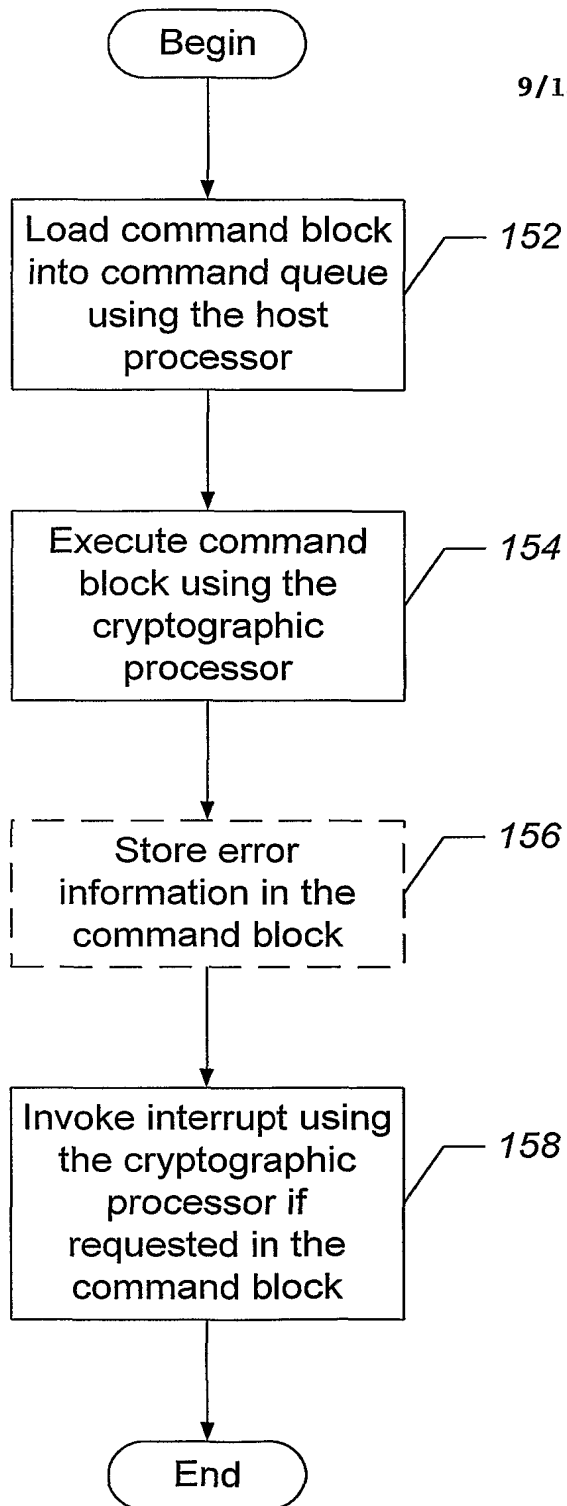 Begin
9/1
Load command block
into command queue
using the host
processor
152
Execute command
block using the
cryptographic
processor
154
Store error
information in the
command block
156
Invoke interrupt using
the cryptographic
processor if
requested in the
command block
158
End